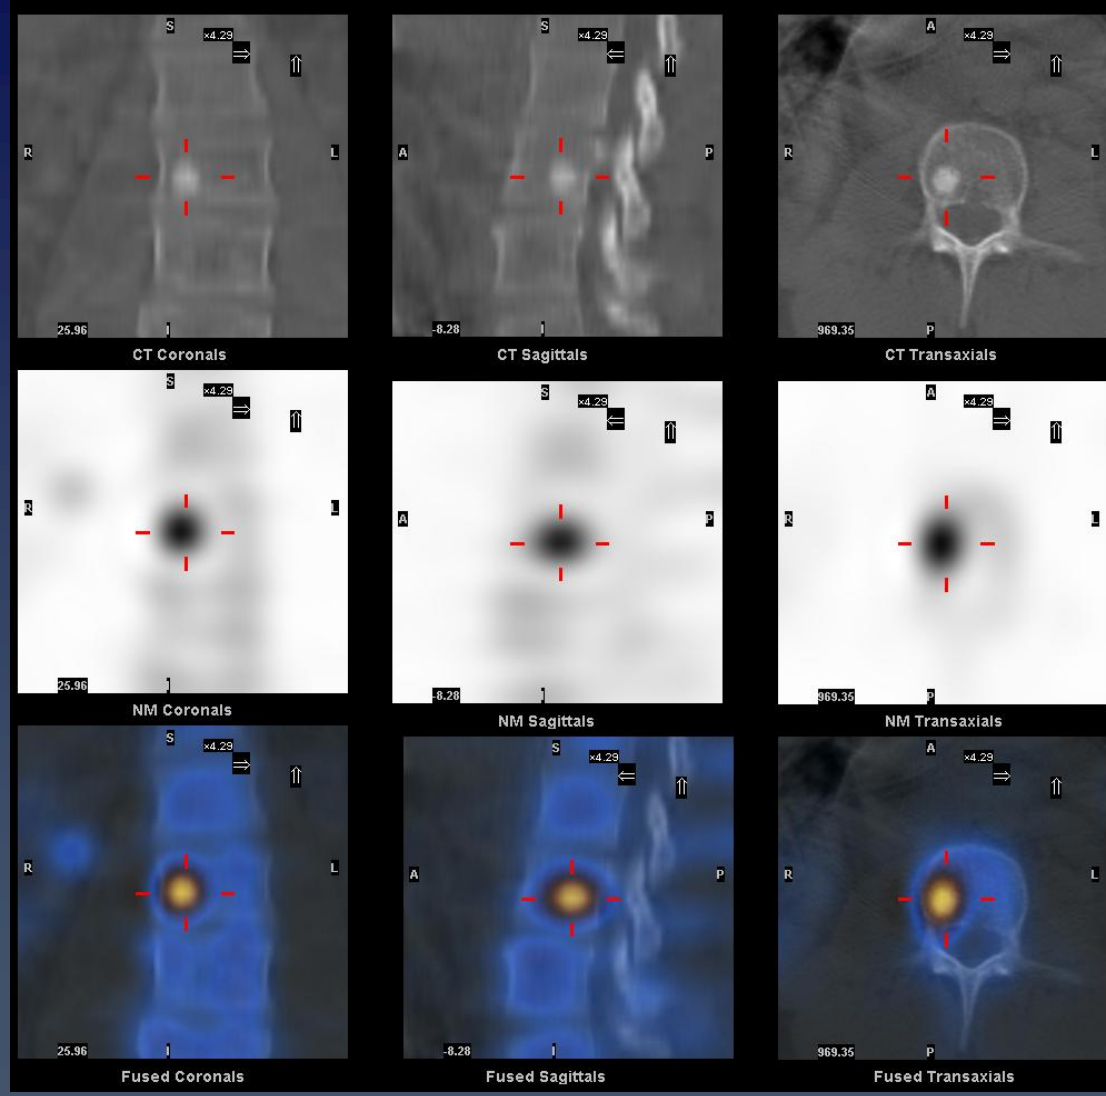 S ×4.29 ⇒ ⇑
R L
25.96 I
CT Coronals
S ×4.29 ⇐ ⇑
A P
-8.28 I
CT Sagittals
A ×4.29 ⇒ ⇑
R L
969.35 P
CT Transaxials
S ×4.29 ⇒ ⇑
R L
25.96 I
NM Coronals
S ×4.29 ⇐ ⇑
A P
-8.28 I
NM Sagittals
A ×4.29 ⇒ ⇑
R L
969.35 P
NM Transaxials
S ×4.29 ⇒ ⇑
R L
25.96 I
Fused Coronals
S ×4.29 ⇐ ⇑
A P
-8.28 I
Fused Sagittals
A ×4.29 ⇒ ⇑
R L
969.35 P
Fused Transaxials